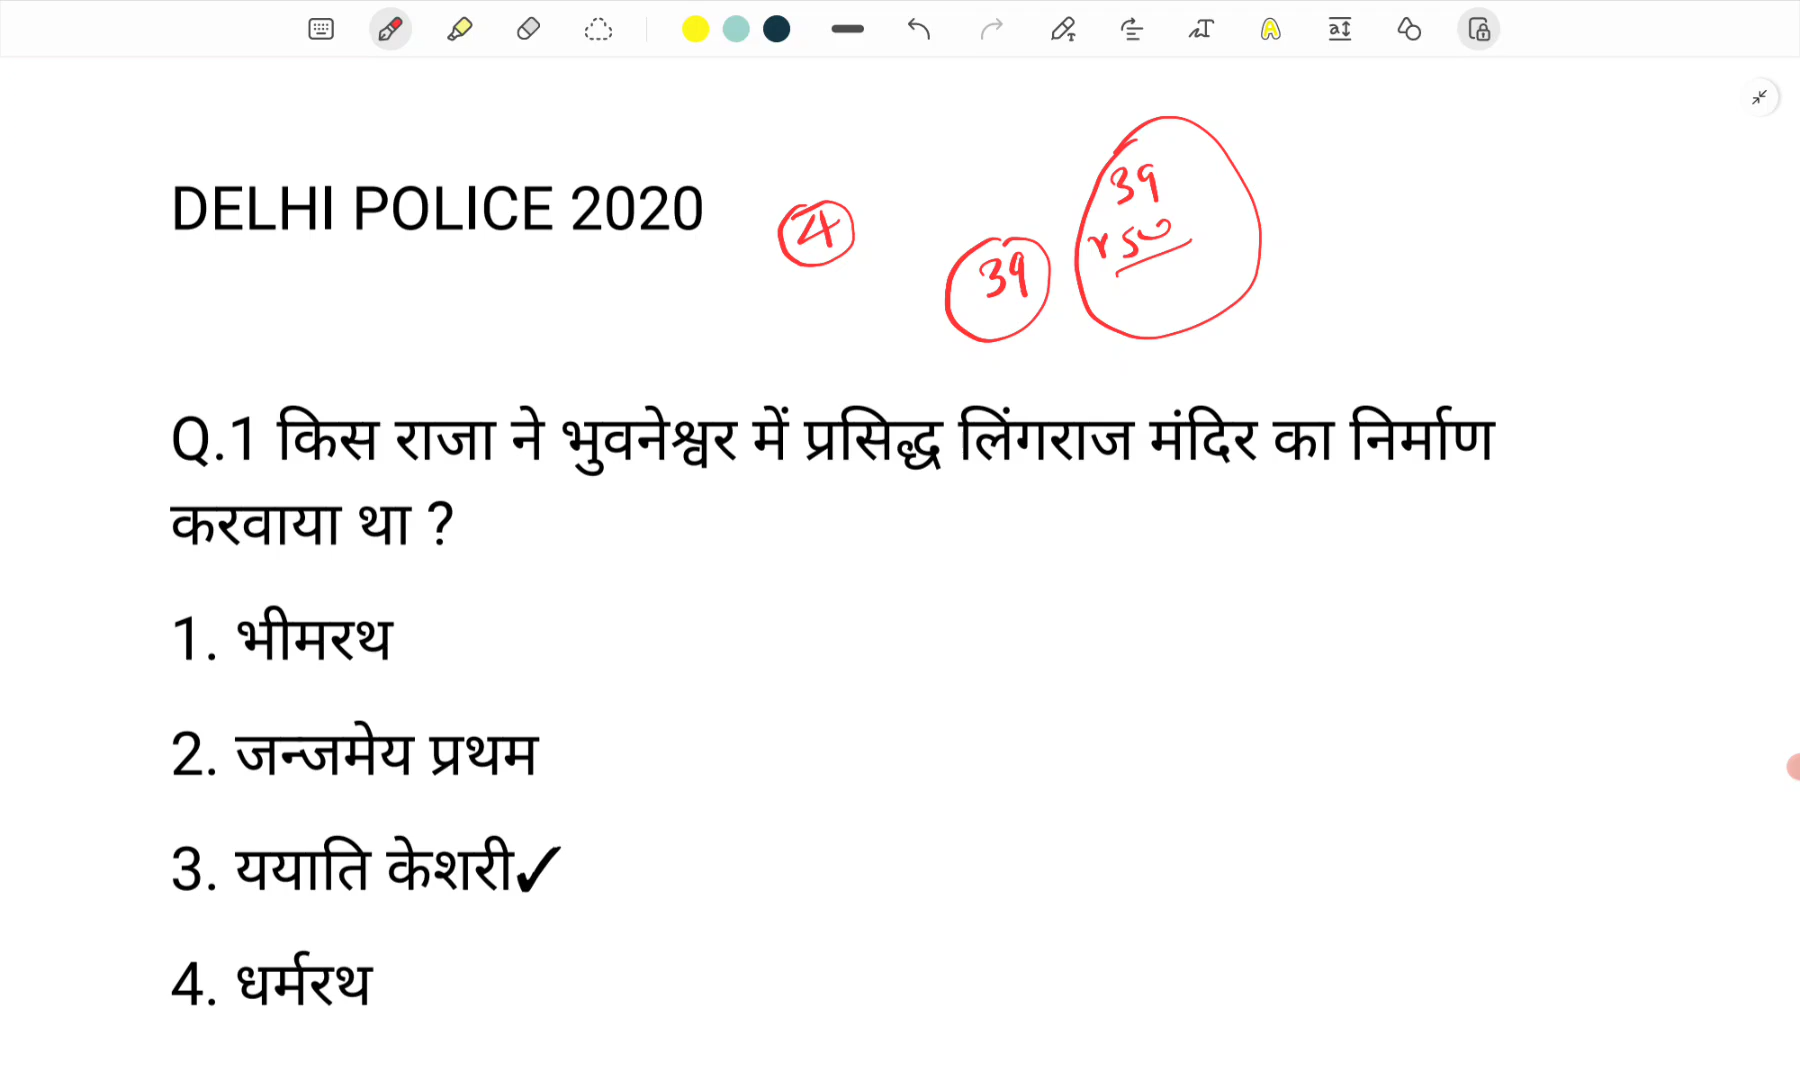 DELHI POLICE 2020
4
39
39
x 50
Q.1 किस राजा ने भुवनेश्वर में प्रसिद्ध लिंगराज मंदिर का निर्माण
करवाया था ?
1. भीमरथ
2. जन्जमेय प्रथम
3. ययाति केशरी✓
4. धर्मरथ